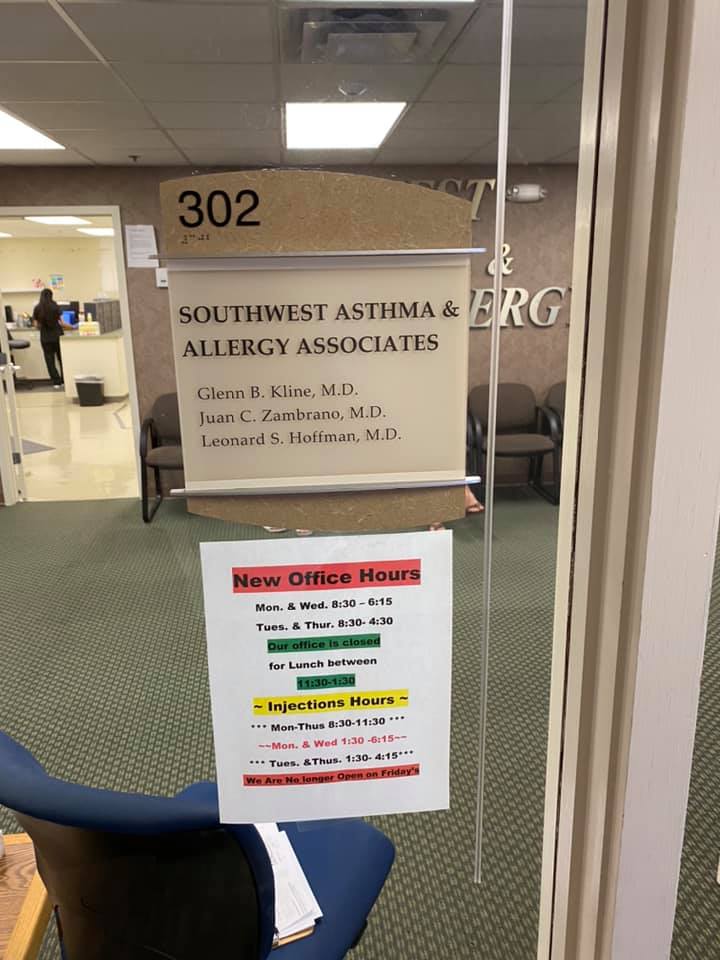 302
SOUTHWEST ASTHMA &
ALLERGY ASSOCIATES
Glenn B. Kline, M.D.
Juan C. Zambrano, M.D.
Leonard S. Hoffman, M.D.
New Office Hours
Mon. & Wed. 8:30 – 6:15
Tues. & Thur. 8:30- 4:30
Our office is closed
for Lunch between
11:30-1:30
~ Injections Hours ~
*** Mon-Thus 8:30-11:30 ***
~~Mon. & Wed 1:30 -6:15~~
*** Tues. &Thus. 1:30- 4:15***
We Are No longer Open on Friday's
EST
&
ERG